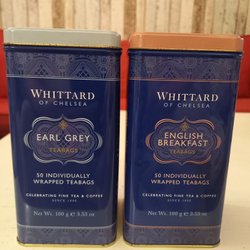 WHITTARD
OF CHELSEA
EARL GREY
TEABAGS
50 INDIVIDUALLY
WRAPPED TEABAGS
CELEBRATING FINE TEA & COFFEE
SINCE 1886
Net Wt. 100 g ℮ 3.53 oz
WHITTARD
OF CHELSEA
ENGLISH
BREAKFAST
TEABAGS
50 INDIVIDUALLY
WRAPPED TEABAGS
CELEBRATING FINE TEA & COFFEE
SINCE 1886
Net Wt. 100 g ℮ 3.53 oz